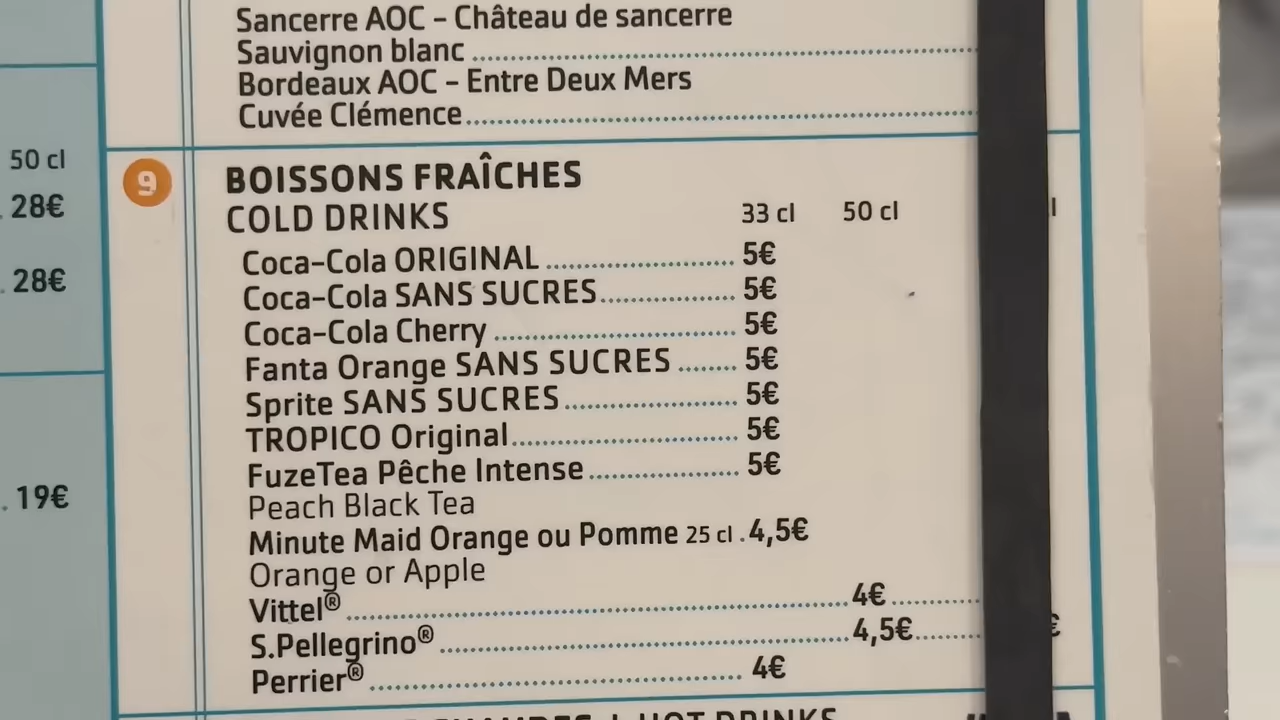 Sancerre AOC – Château de sancerre
Sauvignon blanc
Bordeaux AOC – Entre Deux Mers
Cuvée Clémence
50 cl
28€
28€
19€
9
BOISSONS FRAÎCHES
COLD DRINKS 33 cl 50 cl
Coca-Cola ORIGINAL 5€
Coca-Cola SANS SUCRES 5€
Coca-Cola Cherry 5€
Fanta Orange SANS SUCRES 5€
Sprite SANS SUCRES 5€
TROPICO Original 5€
FuzeTea Pêche Intense 5€
Peach Black Tea
Minute Maid Orange ou Pomme 25 cl 4,5€
Orange or Apple
Vittel® 4€
S.Pellegrino® 4,5€
Perrier® 4€
HOT DRINKS